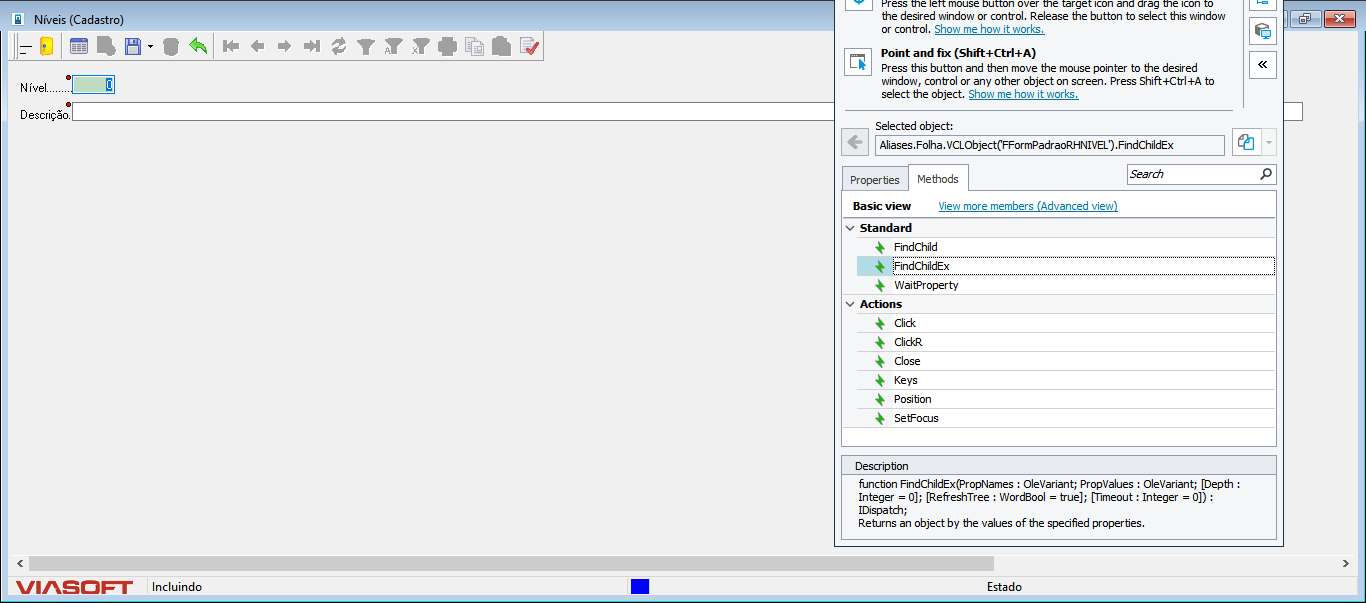 Níveis (Cadastro)
Nível........
0
Descrição.
Press the left mouse button over the target icon and drag the icon to
the desired window or control. Release the button to select this window
or control. Show me how it works.
Point and fix (Shift+Ctrl+A)
Press this button and then move the mouse pointer to the desired
window, control or any other object on screen. Press Shift+Ctrl+A to
select the object. Show me how it works.
Selected object:
Aliases.Folha.VCLObject('FFormPadraoRHNIVEL').FindChildEx
Properties
Methods
Search
Basic view
View more members (Advanced view)
Standard
FindChild
FindChildEx
WaitProperty
Actions
Click
ClickR
Close
Keys
Position
SetFocus
Description
function FindChildEx(PropNames : OleVariant; PropValues : OleVariant; [Depth :
Integer = 0]; [RefreshTree : WordBool = true]; [Timeout : Integer = 0]) :
IDispatch;
Returns an object by the values of the specified properties.
VIASOFT
Incluindo
Estado